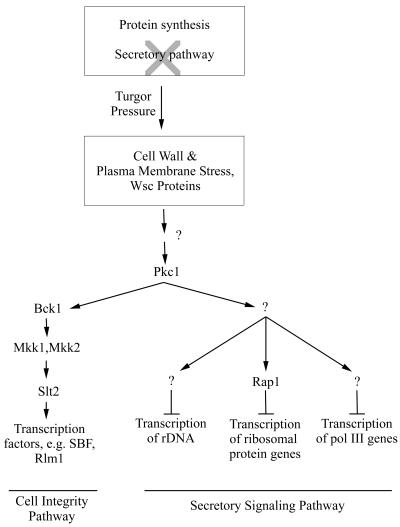 Protein synthesis
Secretory pathway
Turgor
Pressure
Cell Wall &
Plasma Membrane Stress,
Wsc Proteins
?
Pkc1
Bck1
?
Mkk1,Mkk2
Slt2
?
Rap1
?
Transcription
factors, e.g. SBF,
Rlm1
Transcription
of rDNA
Transcription
of ribosomal
protein genes
Transcription
of pol III genes
Cell Integrity
Pathway
Secretory Signaling Pathway